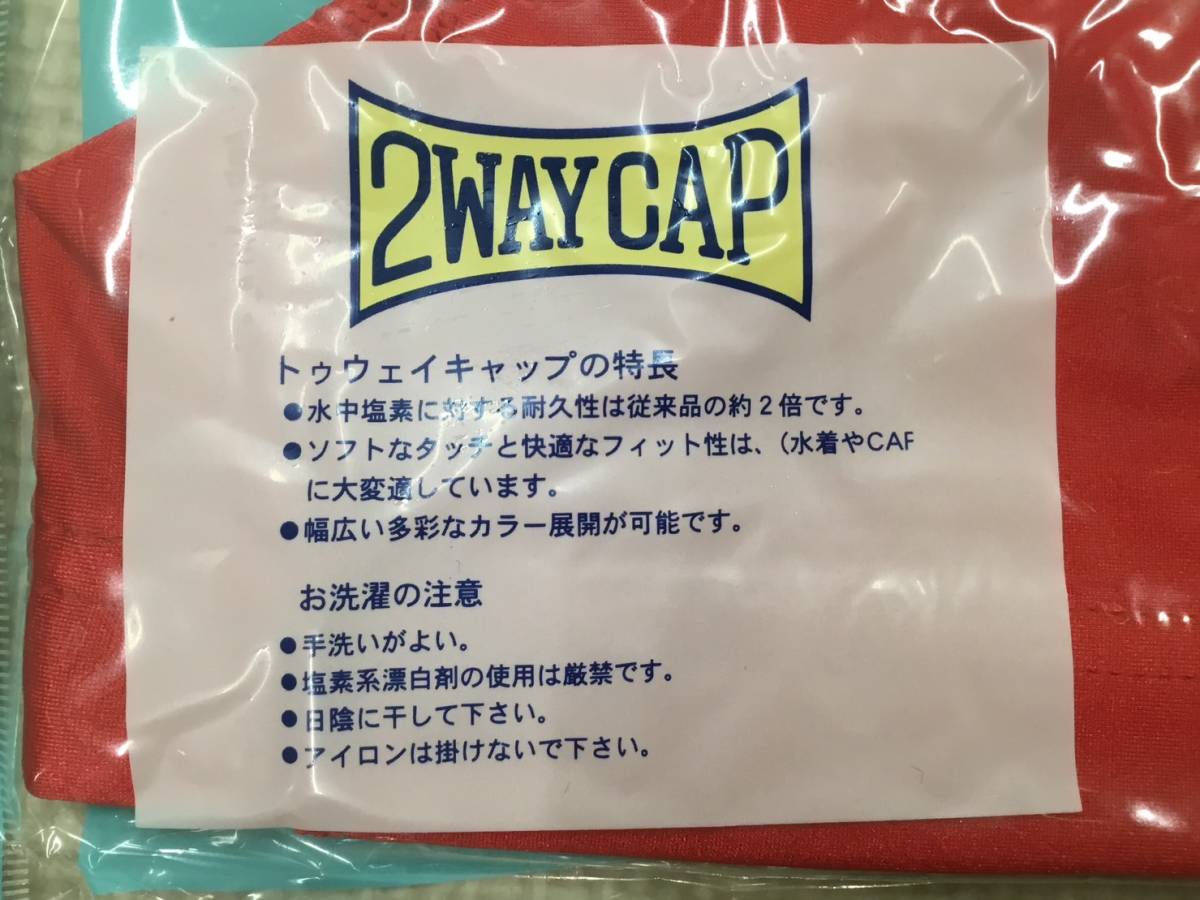 2WAY CAP
トゥウェイキャップの特長
●水中塩素に対する耐久性は従来品の約2倍です。
●ソフトなタッチと快適なフィット性は、(水着やCAP
に大変適しています。
●幅広い多彩なカラー展開が可能です。
お洗濯の注意
●手洗いがよい。
●塩素系漂白剤の使用は厳禁です。
●日陰に干して下さい。
●アイロンは掛けないで下さい。